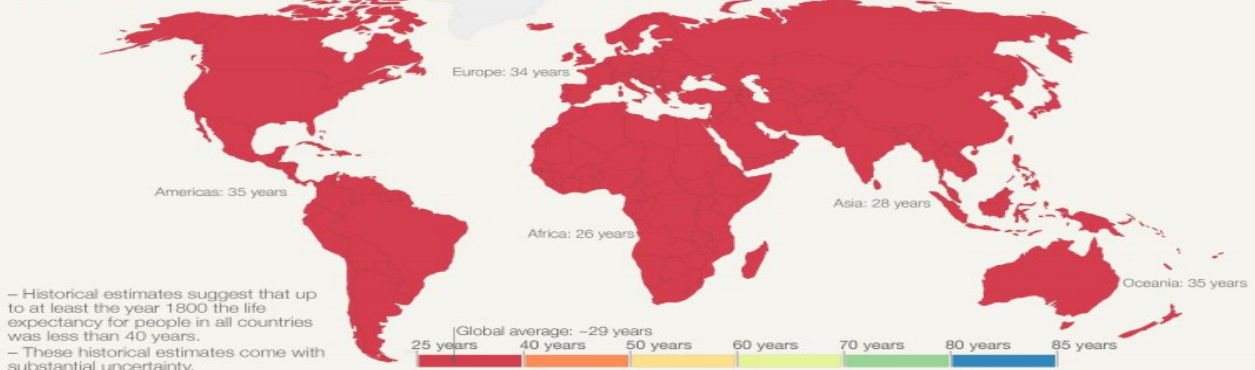 Europe: 34 years
Americas: 35 years
Asia: 28 years
Africa: 26 years
Oceania: 35 years
– Historical estimates suggest that up
to at least the year 1800 the life
expectancy for people in all countries
was less than 40 years.
– These historical estimates come with
substantial uncertainty.
Global average: ~29 years
25 years 40 years 50 years 60 years 70 years 80 years 85 years